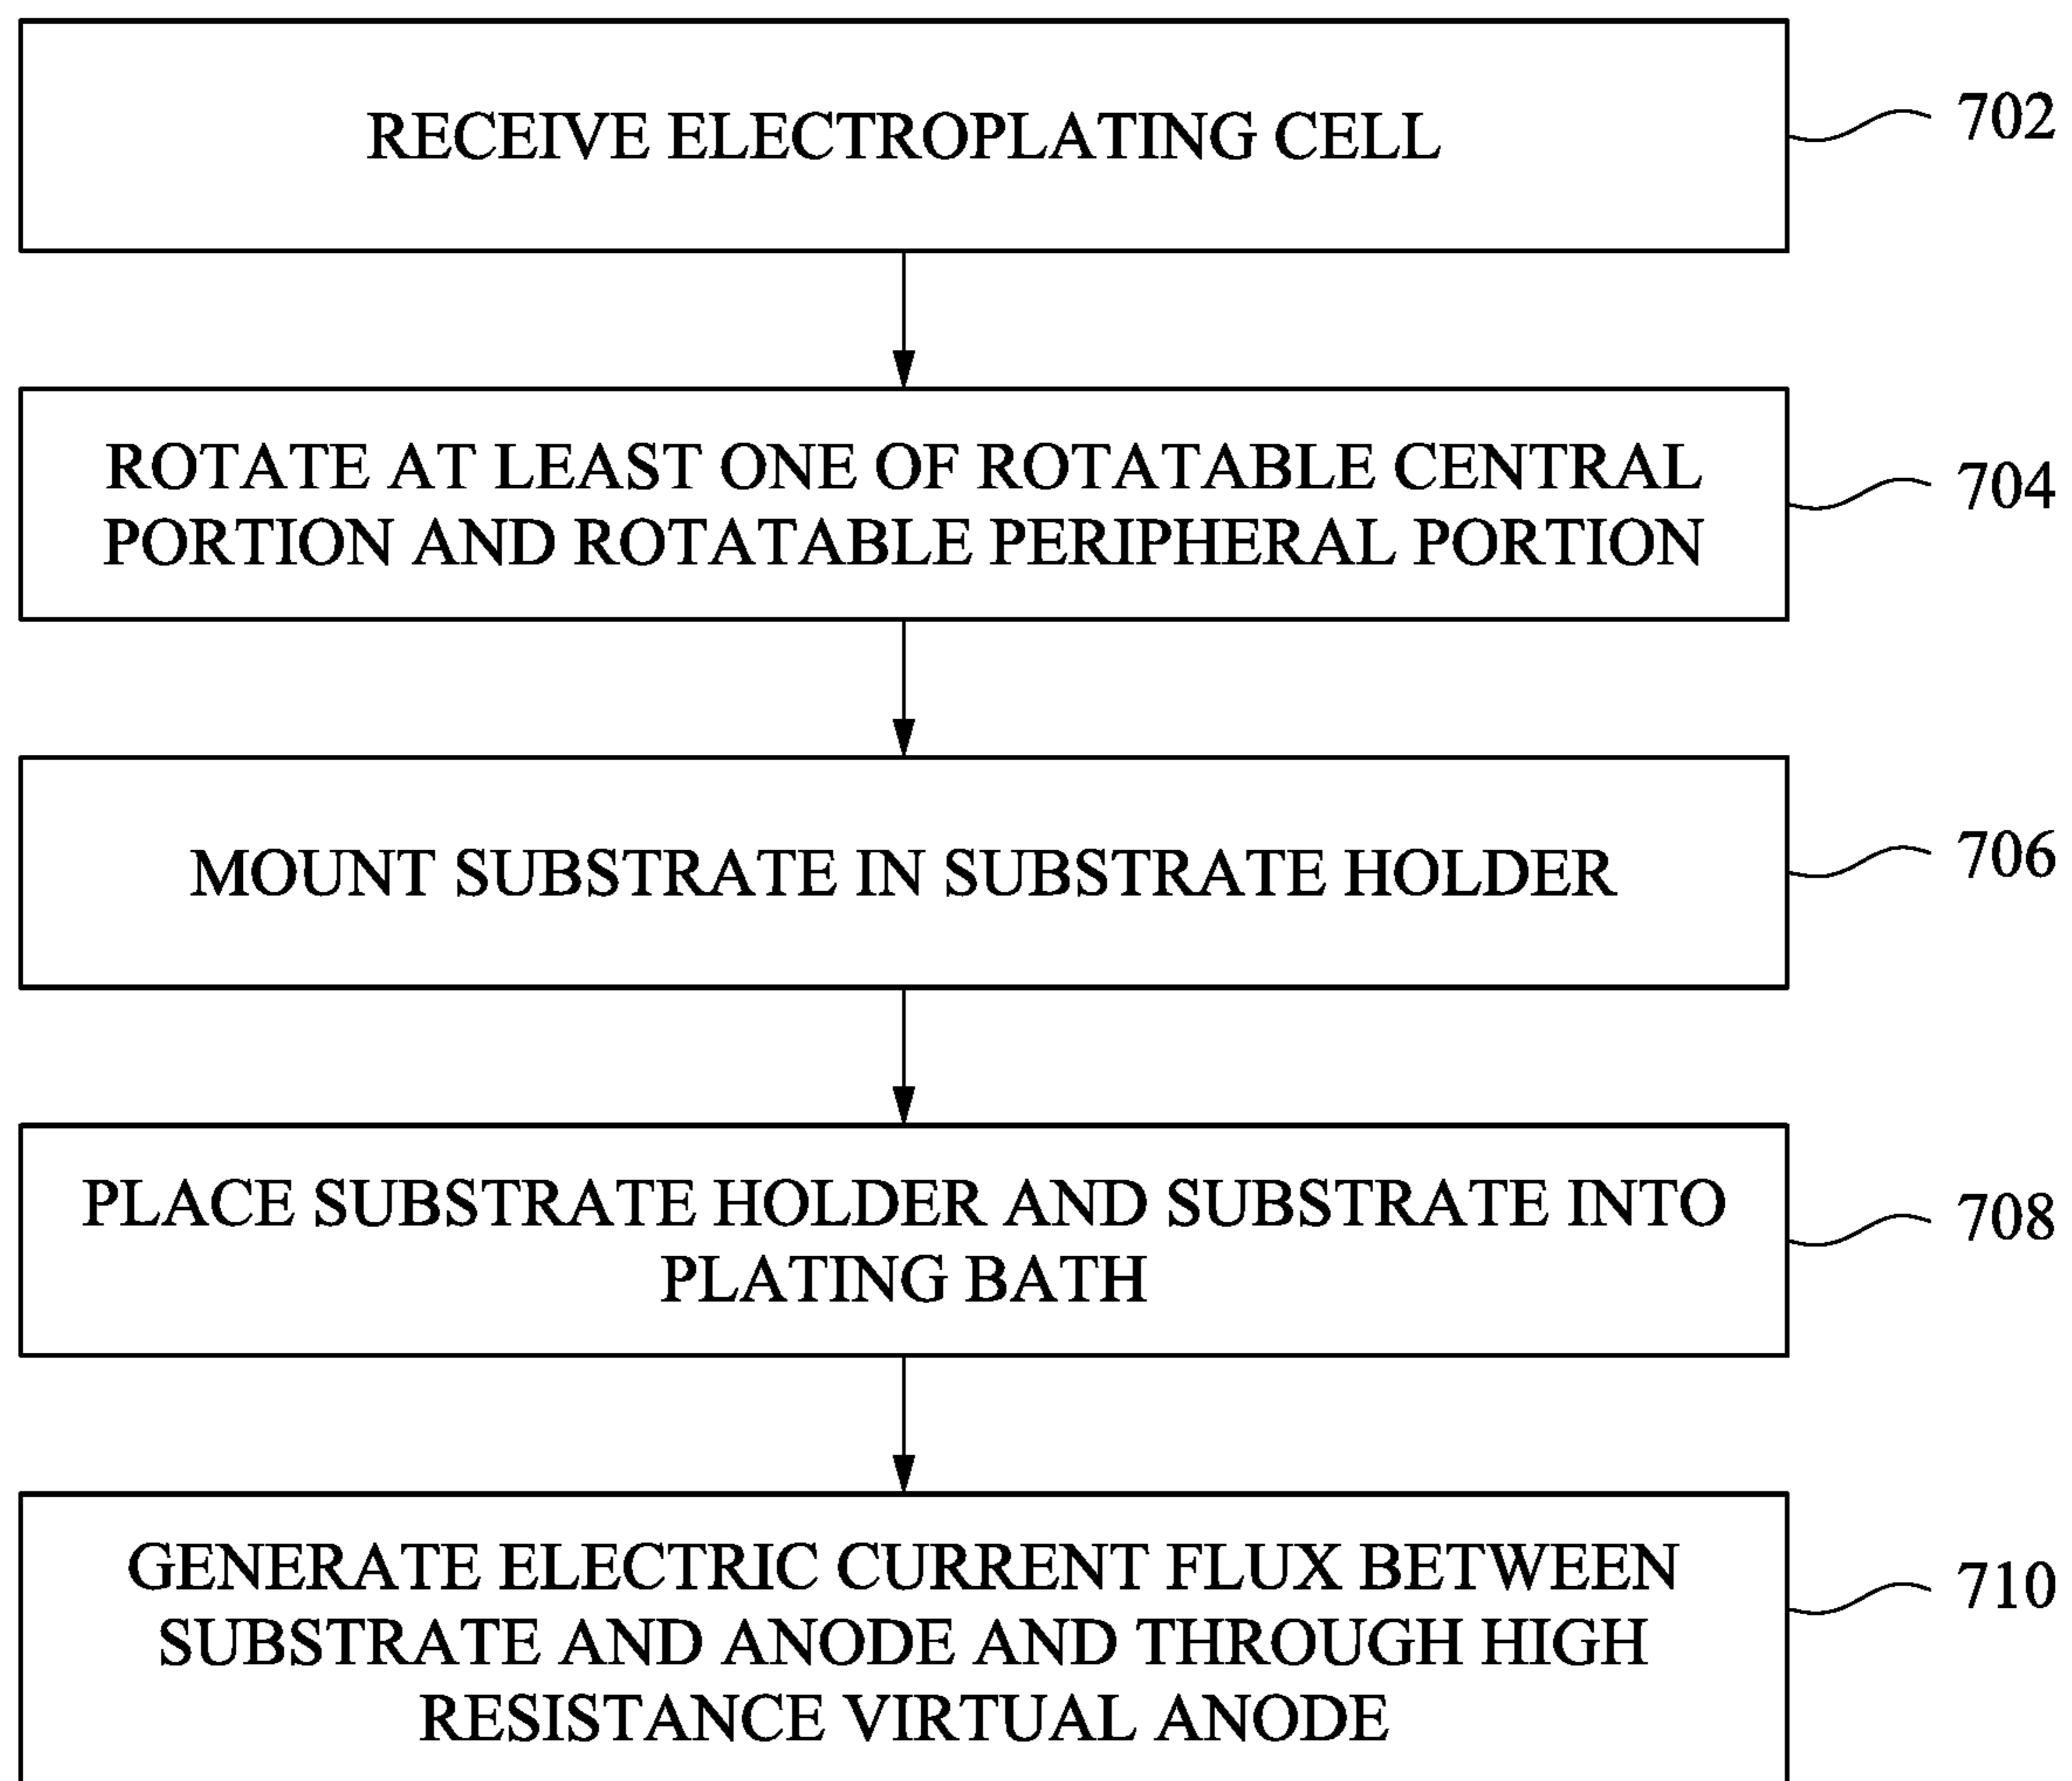 RECEIVE ELECTROPLATING CELL
702
ROTATE AT LEAST ONE OF ROTATABLE CENTRAL
PORTION AND ROTATABLE PERIPHERAL PORTION
704
MOUNT SUBSTRATE IN SUBSTRATE HOLDER
706
PLACE SUBSTRATE HOLDER AND SUBSTRATE INTO
PLATING BATH
708
GENERATE ELECTRIC CURRENT FLUX BETWEEN
SUBSTRATE AND ANODE AND THROUGH HIGH
RESISTANCE VIRTUAL ANODE
710